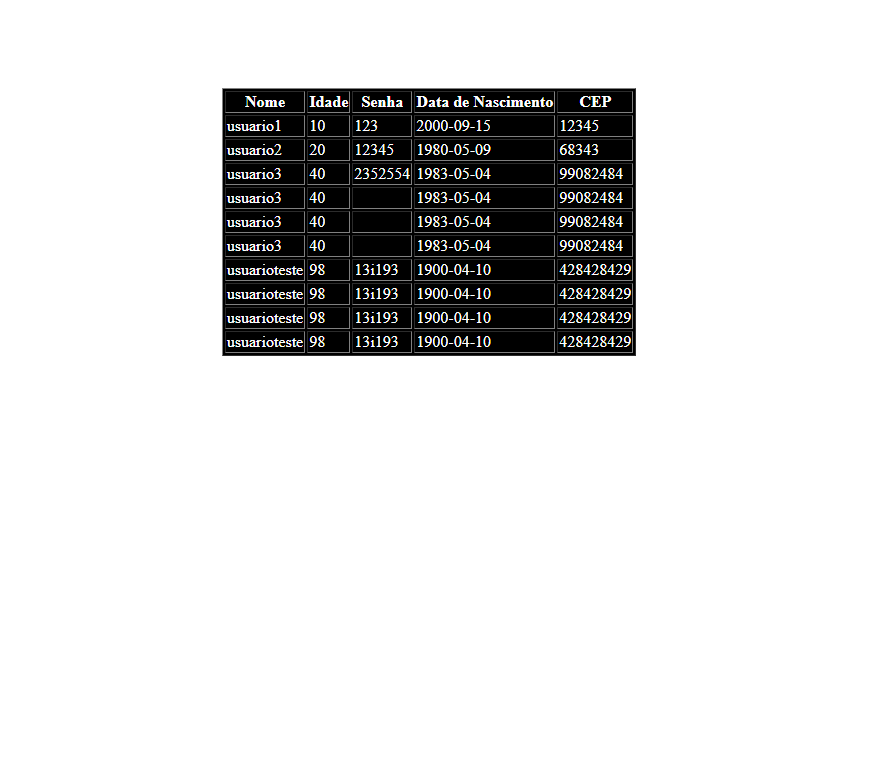 Nome Idade Senha Data de Nascimento CEP
usuario1 10 123 2000-09-15 12345
usuario2 20 12345 1980-05-09 68343
usuario3 40 2352554 1983-05-04 99082484
usuario3 40 1983-05-04 99082484
usuario3 40 1983-05-04 99082484
usuario3 40 1983-05-04 99082484
usuarioteste 98 13i193 1900-04-10 428428429
usuarioteste 98 13i193 1900-04-10 428428429
usuarioteste 98 13i193 1900-04-10 428428429
usuarioteste 98 13i193 1900-04-10 428428429